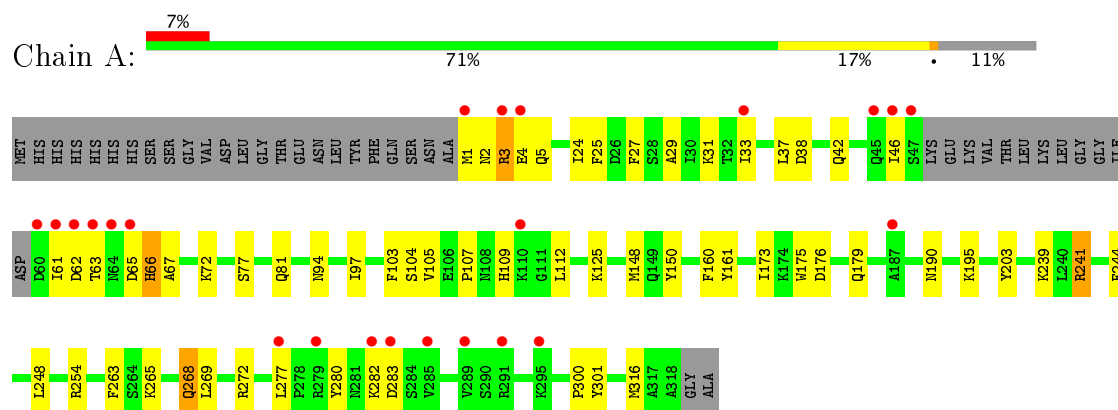 7%
Chain A:
71% 17% • 11%
MET HIS HIS HIS HIS HIS HIS SER SER GLY VAL ASP LEU GLY THR GLU ASN LEU TYR PHE GLN SER ASN ALA M1 N2 R3 E4 Q5 I24 F25 D26 F27 S28 A29 I30 K31 T32 I33 L37 D38 Q42 Q45 I46 S47 LYS GLU LYS VAL THR LEU LYS LEU GLY GLY ILE
ASP D60 I61 D62 T63 N64 D65 H66 A67 K72 S77 Q81 N94 I97 F103 S104 V105 E106 P107 N108 H109 K110 G111 L112 K125 M148 Q149 Y150 F160 Y161 I173 K174 W175 D176 Q179 A187 N190 K195 Y203 K239 L240 R241
L248 R254 F263 S264 K265 Q268 L269 R272 L277 P278 R279 Y280 N281 K282 D283 S284 V285 V289 S290 R291 K295 P300 Y301 M316 A317 A318 GLY ALA